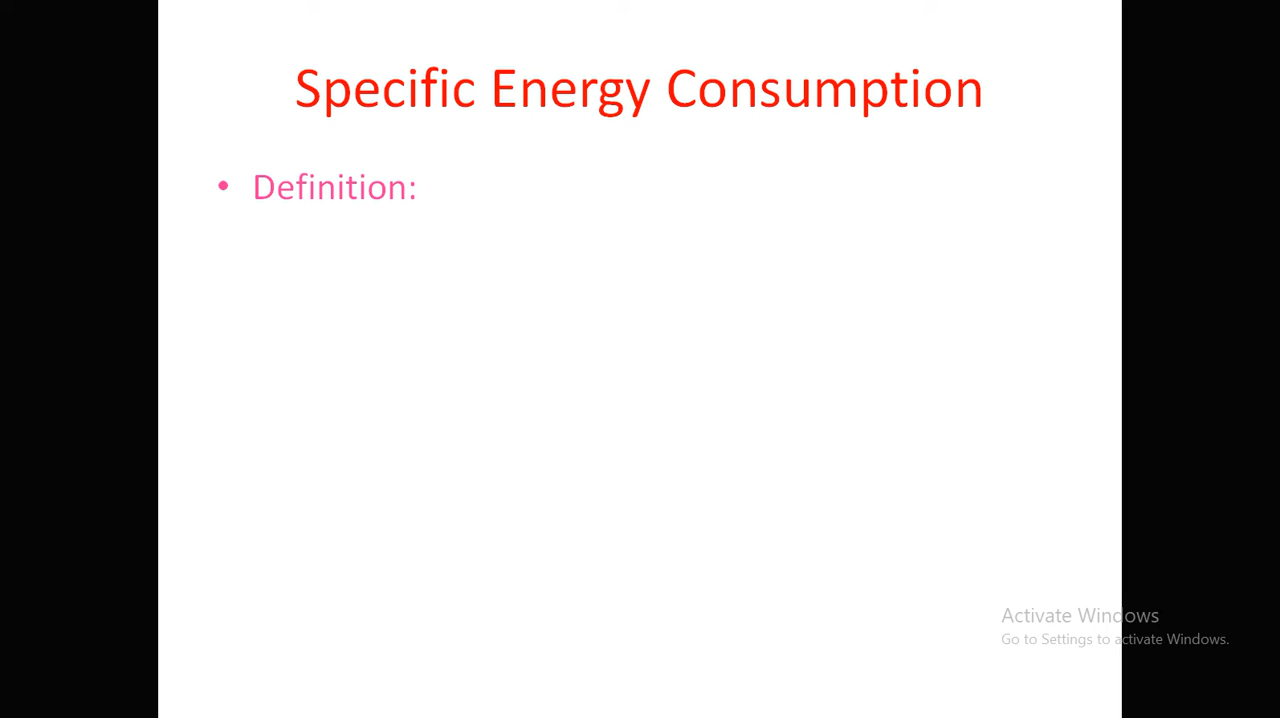 Specific Energy Consumption
• Definition:
Activate Windows
Go to Settings to activate Windows.